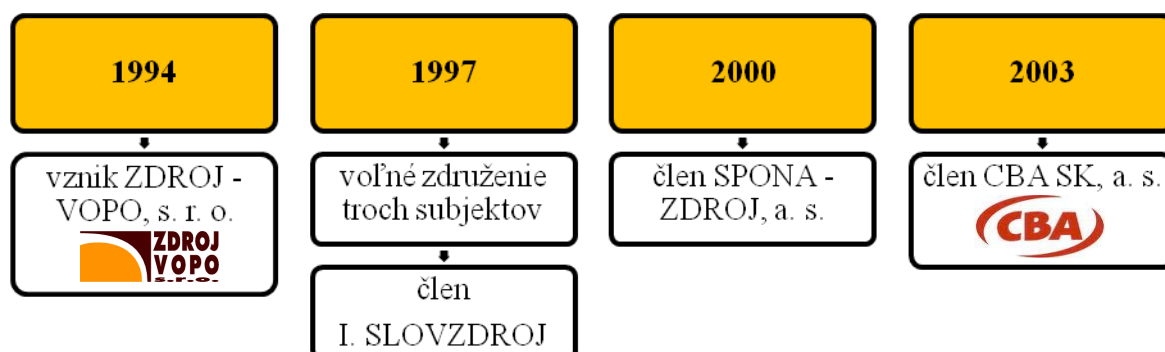 1994
vznik ZDROJ -
VOPO, s. r. o.
ZDROJ
VOPO
s.r.o.
1997
voľné združenie
troch subjektov
člen
I. SLOVZDROJ
2000
člen SPONA -
ZDROJ, a. s.
2003
člen CBA SK, a. s.
CBA